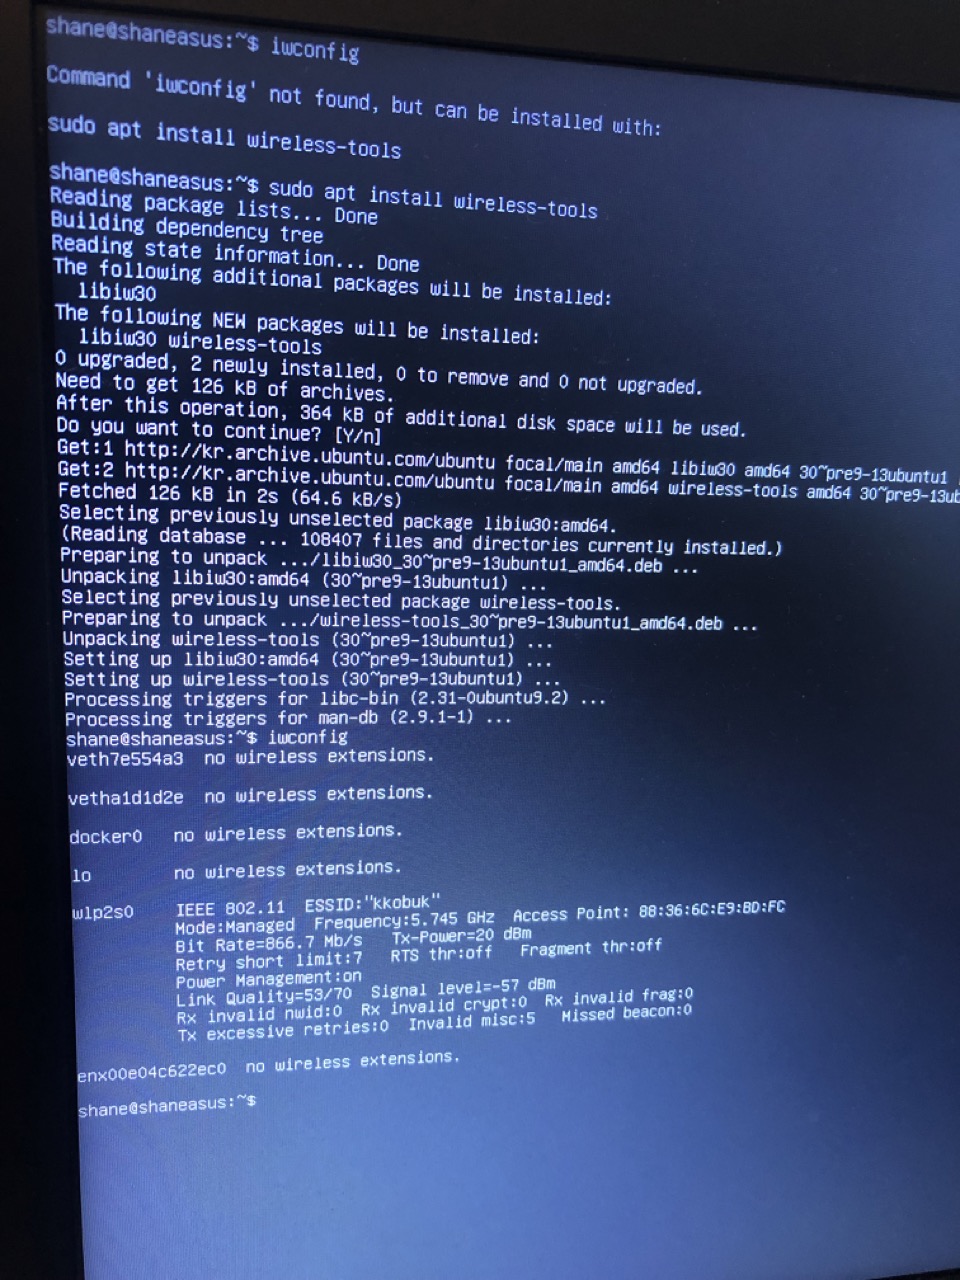 shane@shaneasus:~$ iwconfig
Command 'iwconfig' not found, but can be installed with:
sudo apt install wireless-tools
shane@shaneasus:~$ sudo apt install wireless-tools
Reading package lists... Done
Building dependency tree
Reading state information... Done
The following additional packages will be installed:
  libiw30
The following NEW packages will be installed:
  libiw30 wireless-tools
0 upgraded, 2 newly installed, 0 to remove and 0 not upgraded.
Need to get 126 kB of archives.
After this operation, 364 kB of additional disk space will be used.
Do you want to continue? [Y/n]
Get:1 http://kr.archive.ubuntu.com/ubuntu focal/main amd64 libiw30 amd64 30~pre9-13ubuntu1
Get:2 http://kr.archive.ubuntu.com/ubuntu focal/main amd64 wireless-tools amd64 30~pre9-13ub
Fetched 126 kB in 2s (64.6 kB/s)
Selecting previously unselected package libiw30:amd64.
(Reading database ... 108407 files and directories currently installed.)
Preparing to unpack .../libiw30_30~pre9-13ubuntu1_amd64.deb ...
Unpacking libiw30:amd64 (30~pre9-13ubuntu1) ...
Selecting previously unselected package wireless-tools.
Preparing to unpack .../wireless-tools_30~pre9-13ubuntu1_amd64.deb ...
Unpacking wireless-tools (30~pre9-13ubuntu1) ...
Setting up libiw30:amd64 (30~pre9-13ubuntu1) ...
Setting up wireless-tools (30~pre9-13ubuntu1) ...
Processing triggers for libc-bin (2.31-0ubuntu9.2) ...
Processing triggers for man-db (2.9.1-1) ...
shane@shaneasus:~$ iwconfig
veth7e554a3  no wireless extensions.
vetha1d1d2e  no wireless extensions.
docker0   no wireless extensions.
lo        no wireless extensions.
wlp2s0    IEEE 802.11  ESSID:"kkobuk"
Mode:Managed  Frequency:5.745 GHz  Access Point: 88:36:6C:E9:BD:FC
Bit Rate=866.7 Mb/s   Tx-Power=20 dBm
Retry short limit:7   RTS thr:off   Fragment thr:off
Power Management:on
Link Quality=53/70  Signal level=-57 dBm
Rx invalid nwid:0  Rx invalid crypt:0  Rx invalid frag:0
Tx excessive retries:0  Invalid misc:5   Missed beacon:0
enx00e04c622ec0  no wireless extensions.
shane@shaneasus:~$